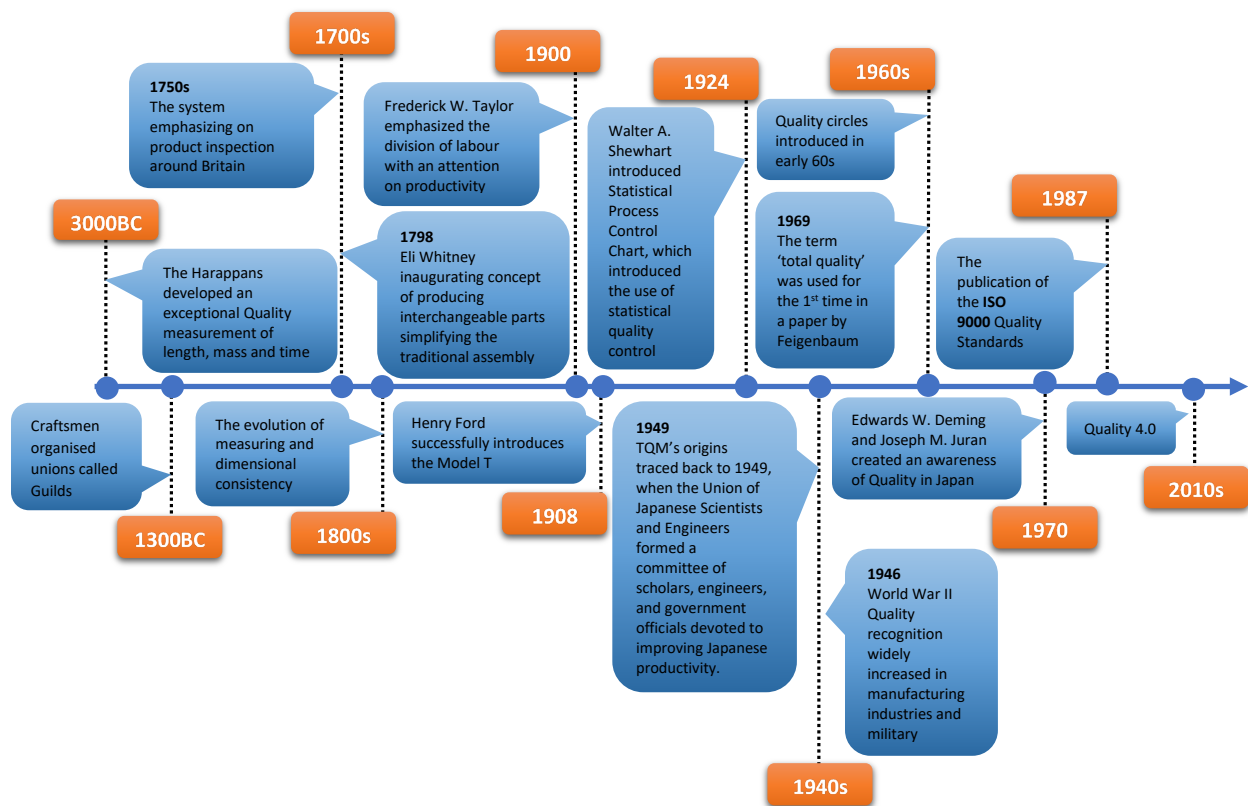 3000BC
The Harappans
developed an
exceptional Quality
measurement of
length, mass and time
Craftsmen
organised
unions called
Guilds
1300BC
1700s
1750s
The system
emphasizing on
product inspection
around Britain
1798
Eli Whitney
inaugurating concept
of producing
interchangeable parts
simplifying the
traditional assembly
The evolution of
measuring and
dimensional
consistency
1800s
1900
Frederick W. Taylor
emphasized the
division of labour
with an attention
on productivity
Henry Ford
successfully introduces
the Model T
1908
1924
Walter A.
Shewhart
introduced
Statistical
Process
Control
Chart, which
introduced
the use of
statistical
quality
control
1949
TQM’s origins
traced back to 1949,
when the Union of
Japanese Scientists
and Engineers
formed a
committee of
scholars, engineers,
and government
officials devoted to
improving Japanese
productivity.
1946
World War II
Quality
recognition
widely
increased in
manufacturing
industries and
military
1940s
1960s
Quality circles
introduced in
early 60s
1969
The term
‘total quality’
was used for
the 1st time in
a paper by
Feigenbaum
Edwards W. Deming
and Joseph M. Juran
created an awareness
of Quality in Japan
1970
1987
The
publication of
the ISO
9000 Quality
Standards
Quality 4.0
2010s